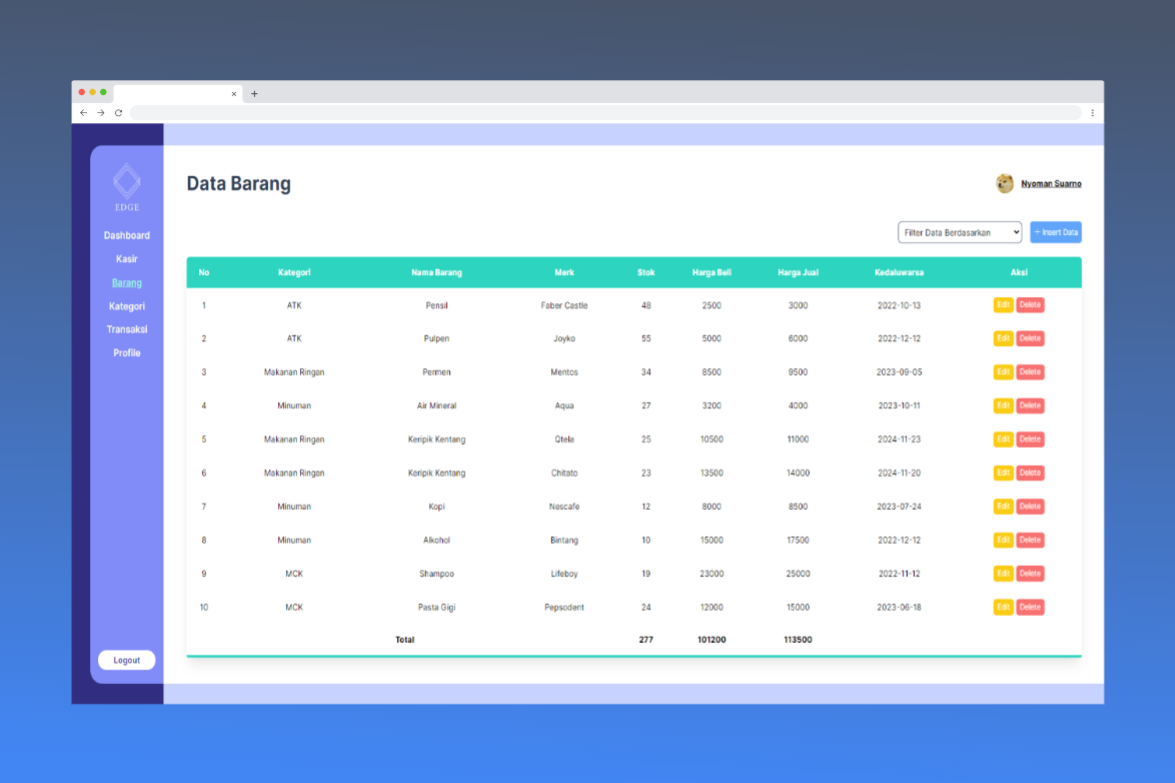 Data Barang
Nyoman Suarno
EDGE
Dashboard
Kasir
Barang
Kategori
Transaksi
Profile
Logout
Filter Data Berdasarkan
+ Insert Data
No Kategori Nama Barang Merk Stok Harga Beli Harga Jual Kedaluwarsa Aksi
1 ATK Pensil Faber Castle 48 2500 3000 2022-10-13 Edit Delete
2 ATK Pulpen Joyko 55 5000 6000 2022-12-12 Edit Delete
3 Makanan Ringan Permen Mentos 34 8500 9500 2023-09-05 Edit Delete
4 Minuman Air Mineral Aqua 27 3200 4000 2023-10-11 Edit Delete
5 Makanan Ringan Keripik Kentang Qtela 25 10500 11000 2024-11-23 Edit Delete
6 Makanan Ringan Keripik Kentang Chitato 23 13500 14000 2024-11-20 Edit Delete
7 Minuman Kopi Nescafe 12 8000 8500 2023-07-24 Edit Delete
8 Minuman Alkohol Bintang 10 15000 17500 2022-12-12 Edit Delete
9 MCK Shampoo Lifeboy 19 23000 25000 2022-11-12 Edit Delete
10 MCK Pasta Gigi Pepsodent 24 12000 15000 2023-06-18 Edit Delete
Total 277 101200 113500